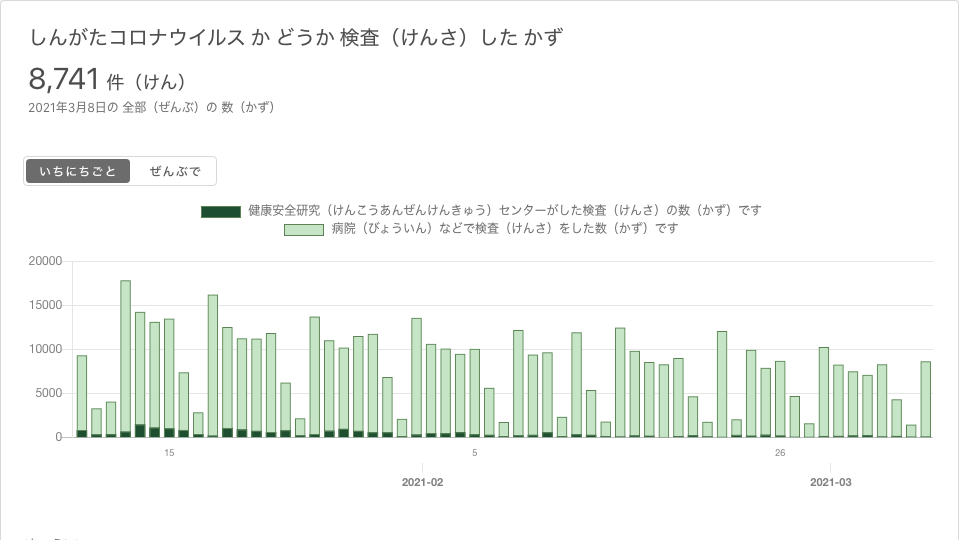 しんがたコロナウイルス か どうか 検査（けんさ）した かず
8,741 件（けん）
2021年3月8日の 全部（ぜんぶ）の 数（かず）
いちにちごと ぜんぶで
健康安全研究（けんこうあんぜんけんきゅう）センターがした検査（けんさ）の数（かず）です
病院（びょういん）などで検査（けんさ）をした数（かず）です
20000
15000
10000
5000
0
15 5 26
2021-02 2021-03